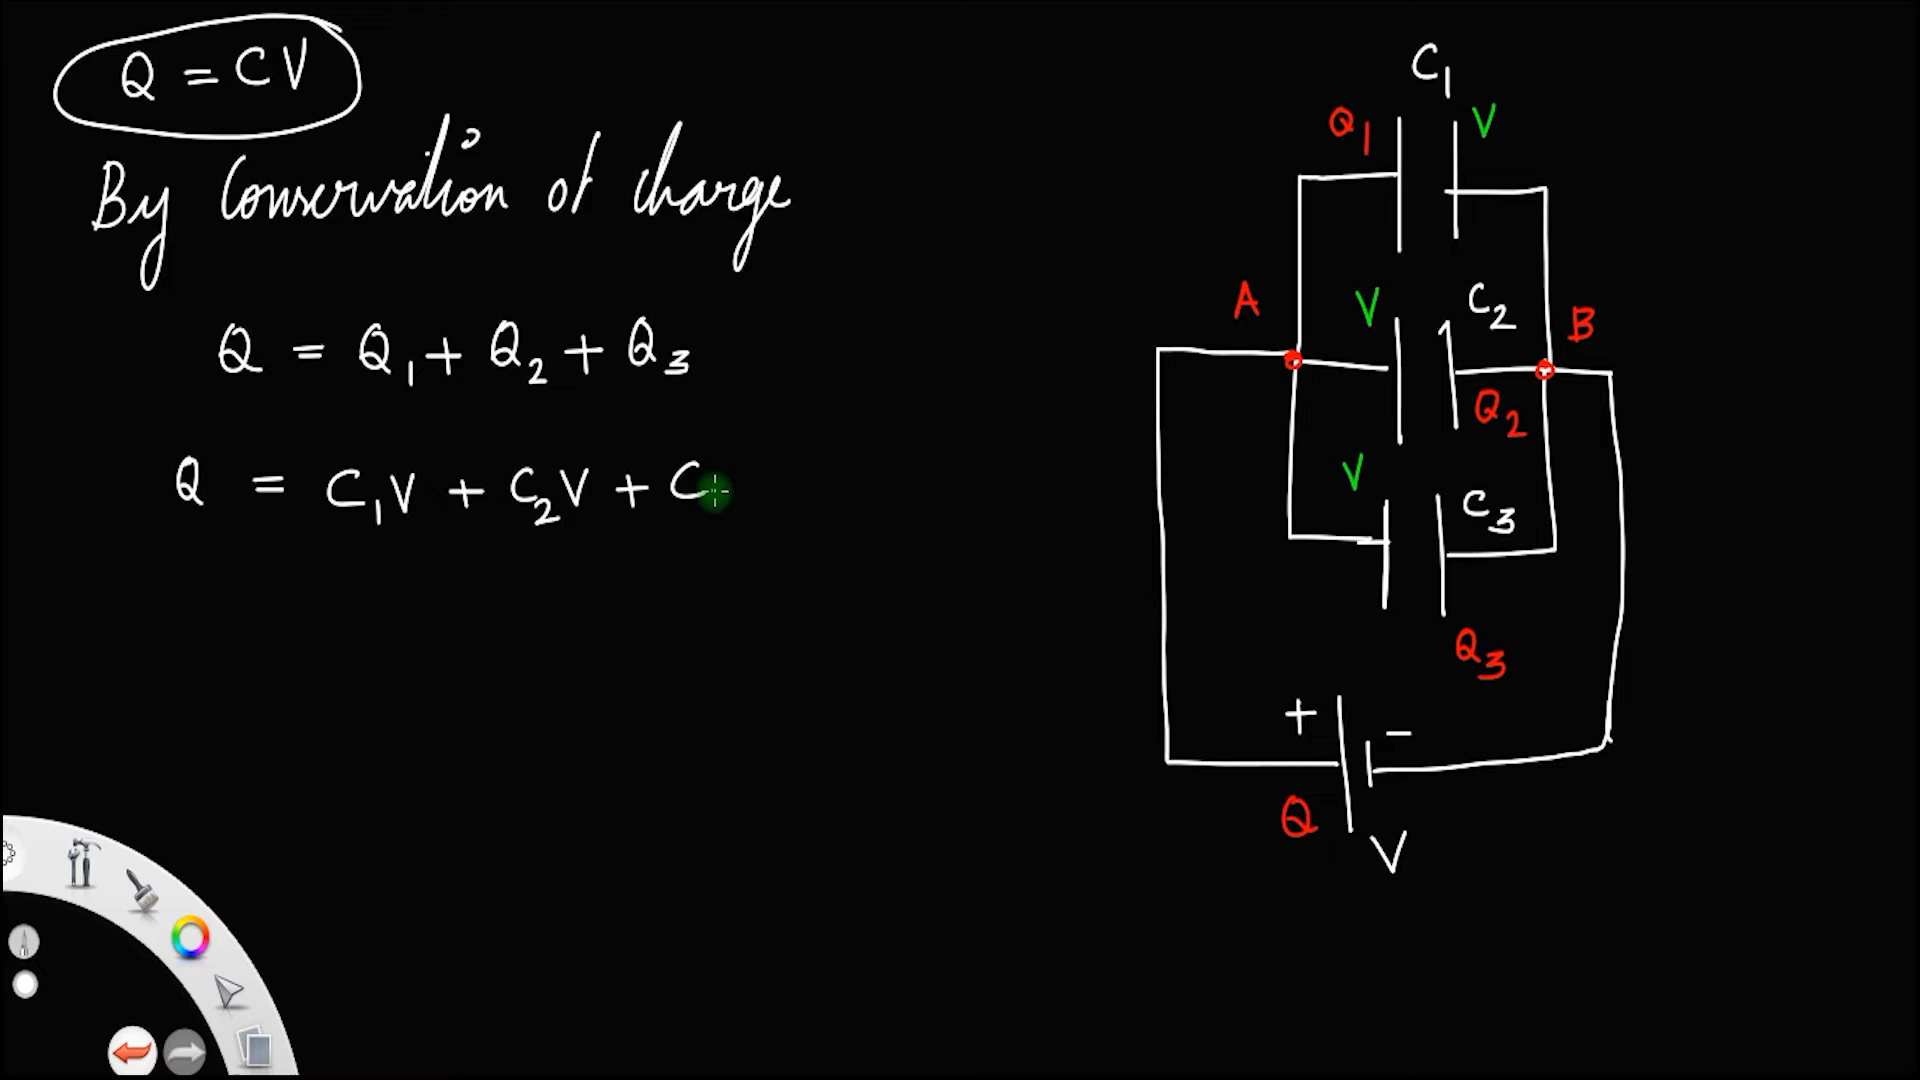 Q = CV
By Conservation of charge
Q = Q₁ + Q₂ + Q₃
Q = C₁V + C₂V + C
C₁
Q₁ V
A V C₂ B
Q₂
V C₃
Q₃
+ −
Q
V